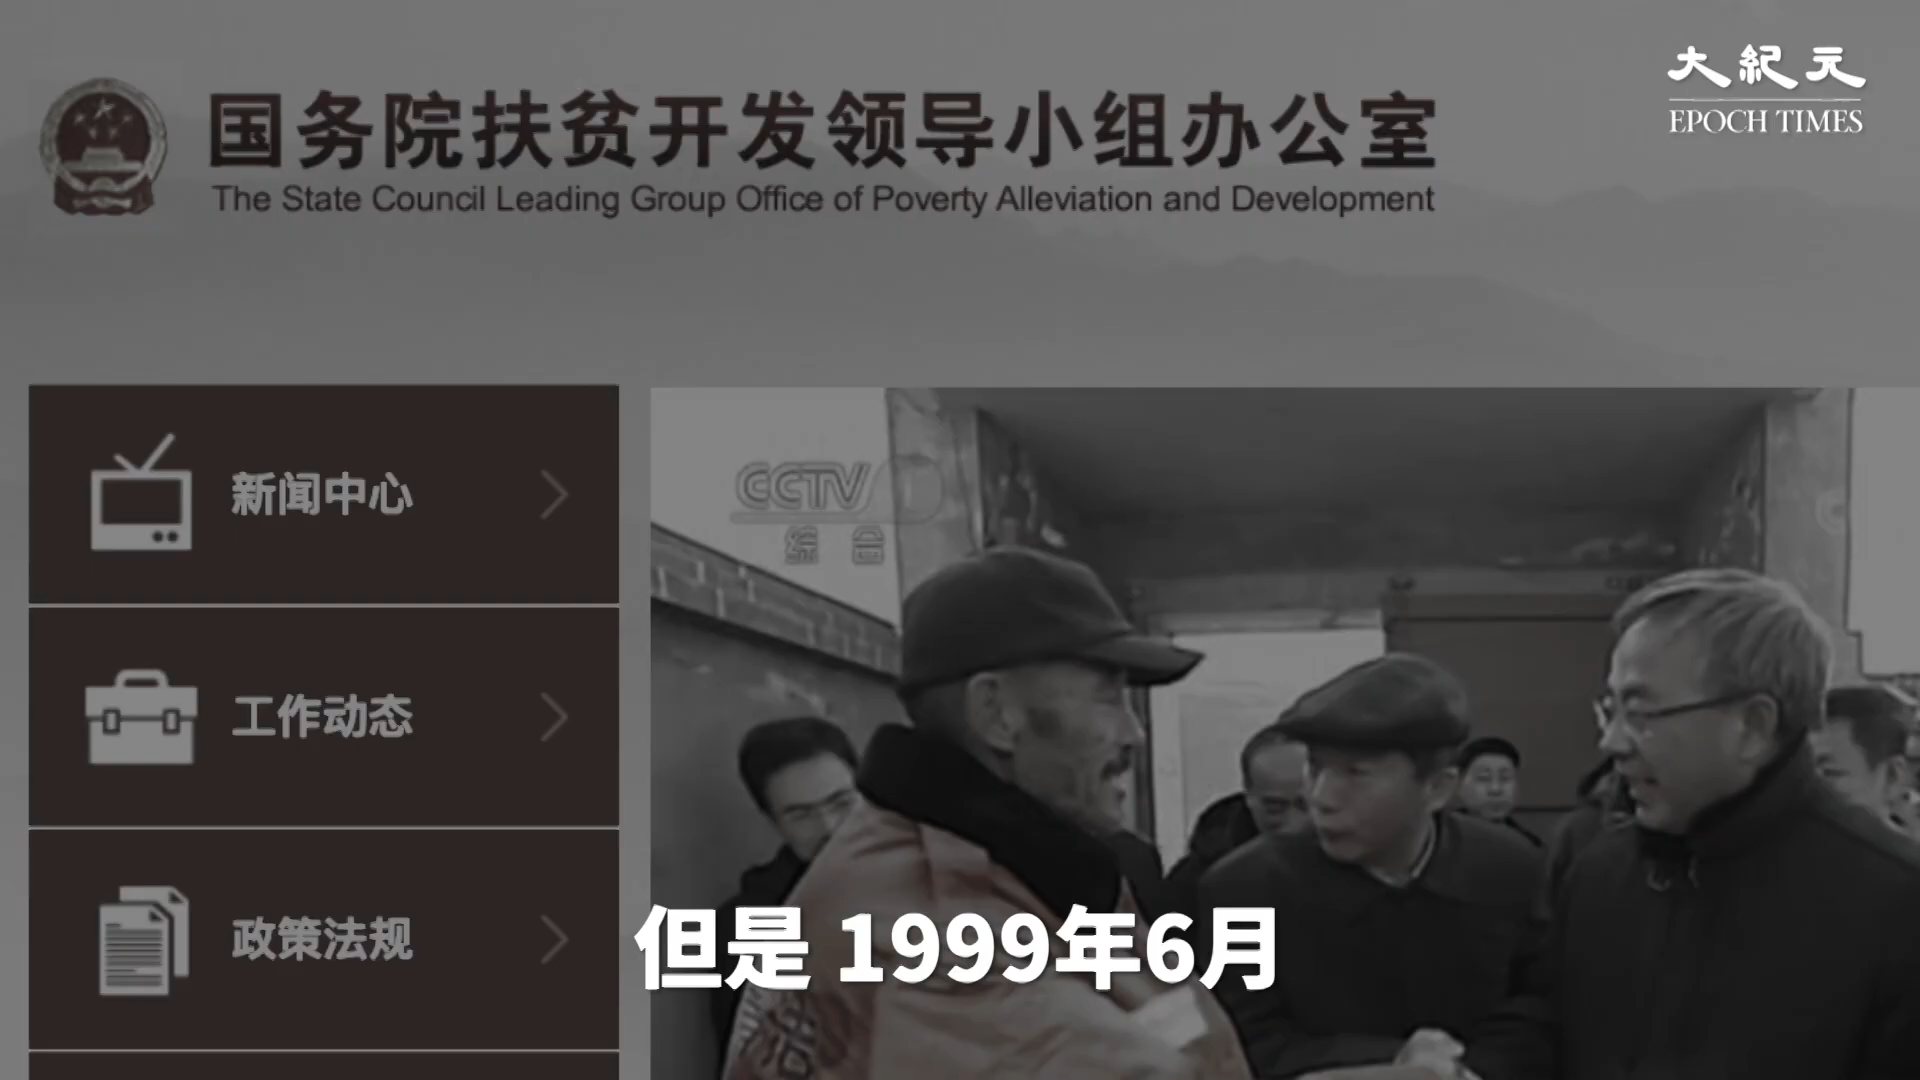 大紀元
EPOCH TIMES
国务院扶贫开发领导小组办公室
The State Council Leading Group Office of Poverty Alleviation and Development
新闻中心
CCTV
综合
工作动态
政策法规
但是 1999年6月